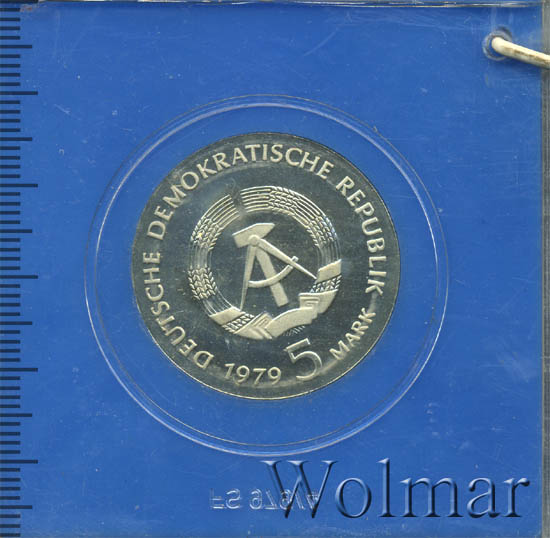 DEUTSCHE DEMOKRATISCHE REPUBLIK
1979 5 MARK
Wolmar